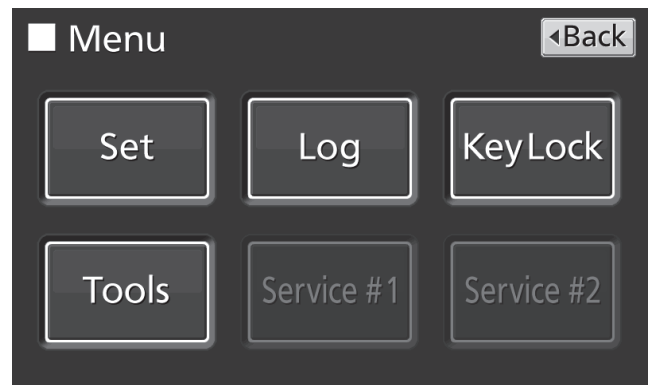 Menu
◂Back
Set
Log
KeyLock
Tools
Service #1
Service #2